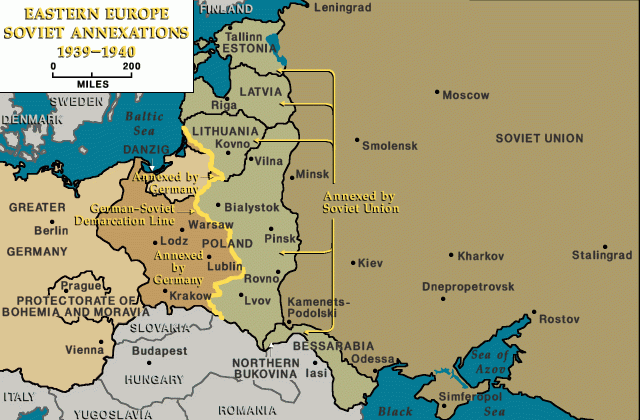 EASTERN EUROPE
SOVIET ANNEXATIONS
1939–1940
0 200
MILES
FINLAND
Leningrad
Tallinn
ESTONIA
SWEDEN
LATVIA
Riga
Moscow
DENMARK
Baltic
Sea
LITHUANIA
Kovno
Smolensk
SOVIET UNION
DANZIG
Vilna
Annexed by
Germany
Minsk
Annexed by
Soviet Union
GREATER
Berlin
GERMANY
German-Soviet
Demarcation Line
Bialystok
Warsaw
Lodz
POLAND
Pinsk
Annexed
by
Germany
Lublin
Kiev
Kharkov
Stalingrad
Rovno
Dnepropetrovsk
Prague
PROTECTORATE OF
BOHEMIA AND MORAVIA
Krakow
Lvov
Kamenets-
Podolski
Rostov
SLOVAKIA
Vienna
Budapest
HUNGARY
NORTHERN
BUKOVINA
BESSARABIA
Iasi
Odessa
Sea of
Azov
Simferopol
ITALY
YUGOSLAVIA
ROMANIA
Black
Sea